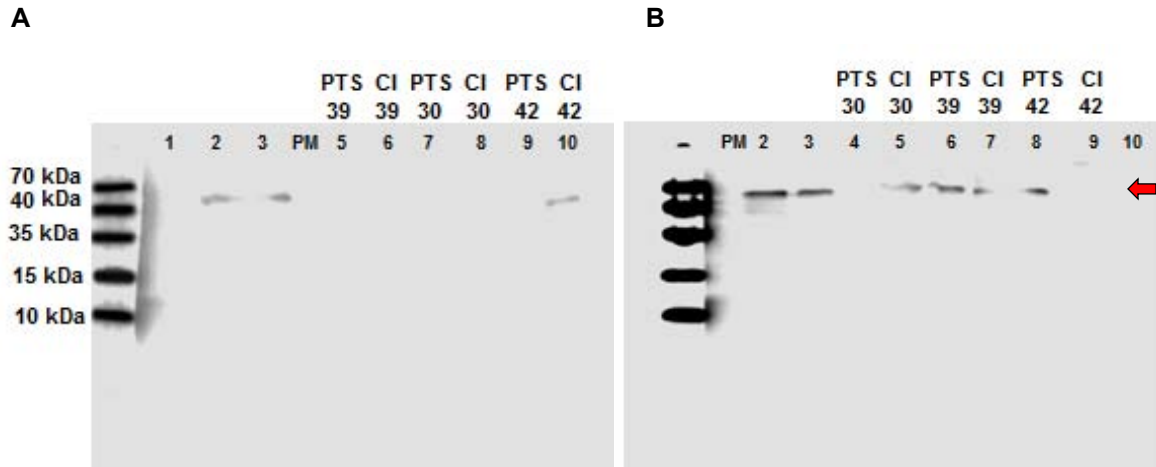 A
B
PTS CI PTS CI PTS CI
39 39 30 30 42 42
1 2 3 PM 5 6 7 8 9 10
70 kDa
40 kDa
35 kDa
15 kDa
10 kDa
PTS CI PTS CI PTS CI
30 30 39 39 42 42
PM 2 3 4 5 6 7 8 9 10